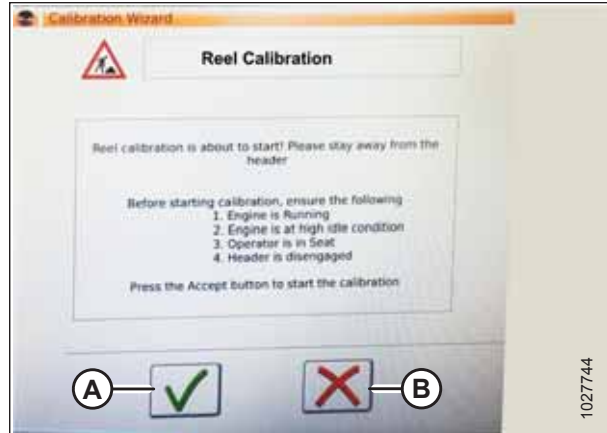 Calibration Wizard
Reel Calibration
Reel calibration is about to start! Please stay away from the
header
Before starting calibration, ensure the following
1. Engine is Running
2. Engine is at high idle condition
3. Operator is in Seat
4. Header is disengaged
Press the Accept button to start the calibration
A
B
1027744